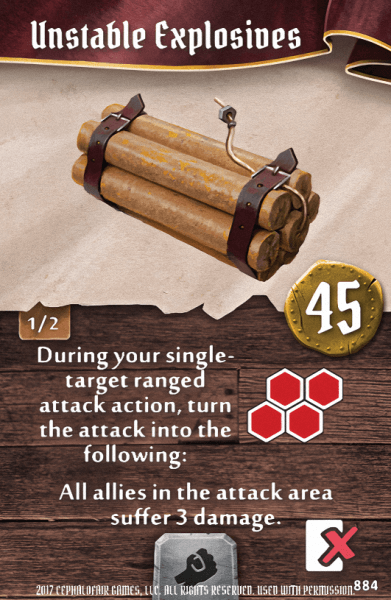 Unstable Explosives
45
1/2
During your single-
target ranged
attack action, turn
the attack into the
following:
All allies in the attack area
suffer 3 damage.
884
2017 Cephalofair Games, LLC. All rights reserved. Used with permission.